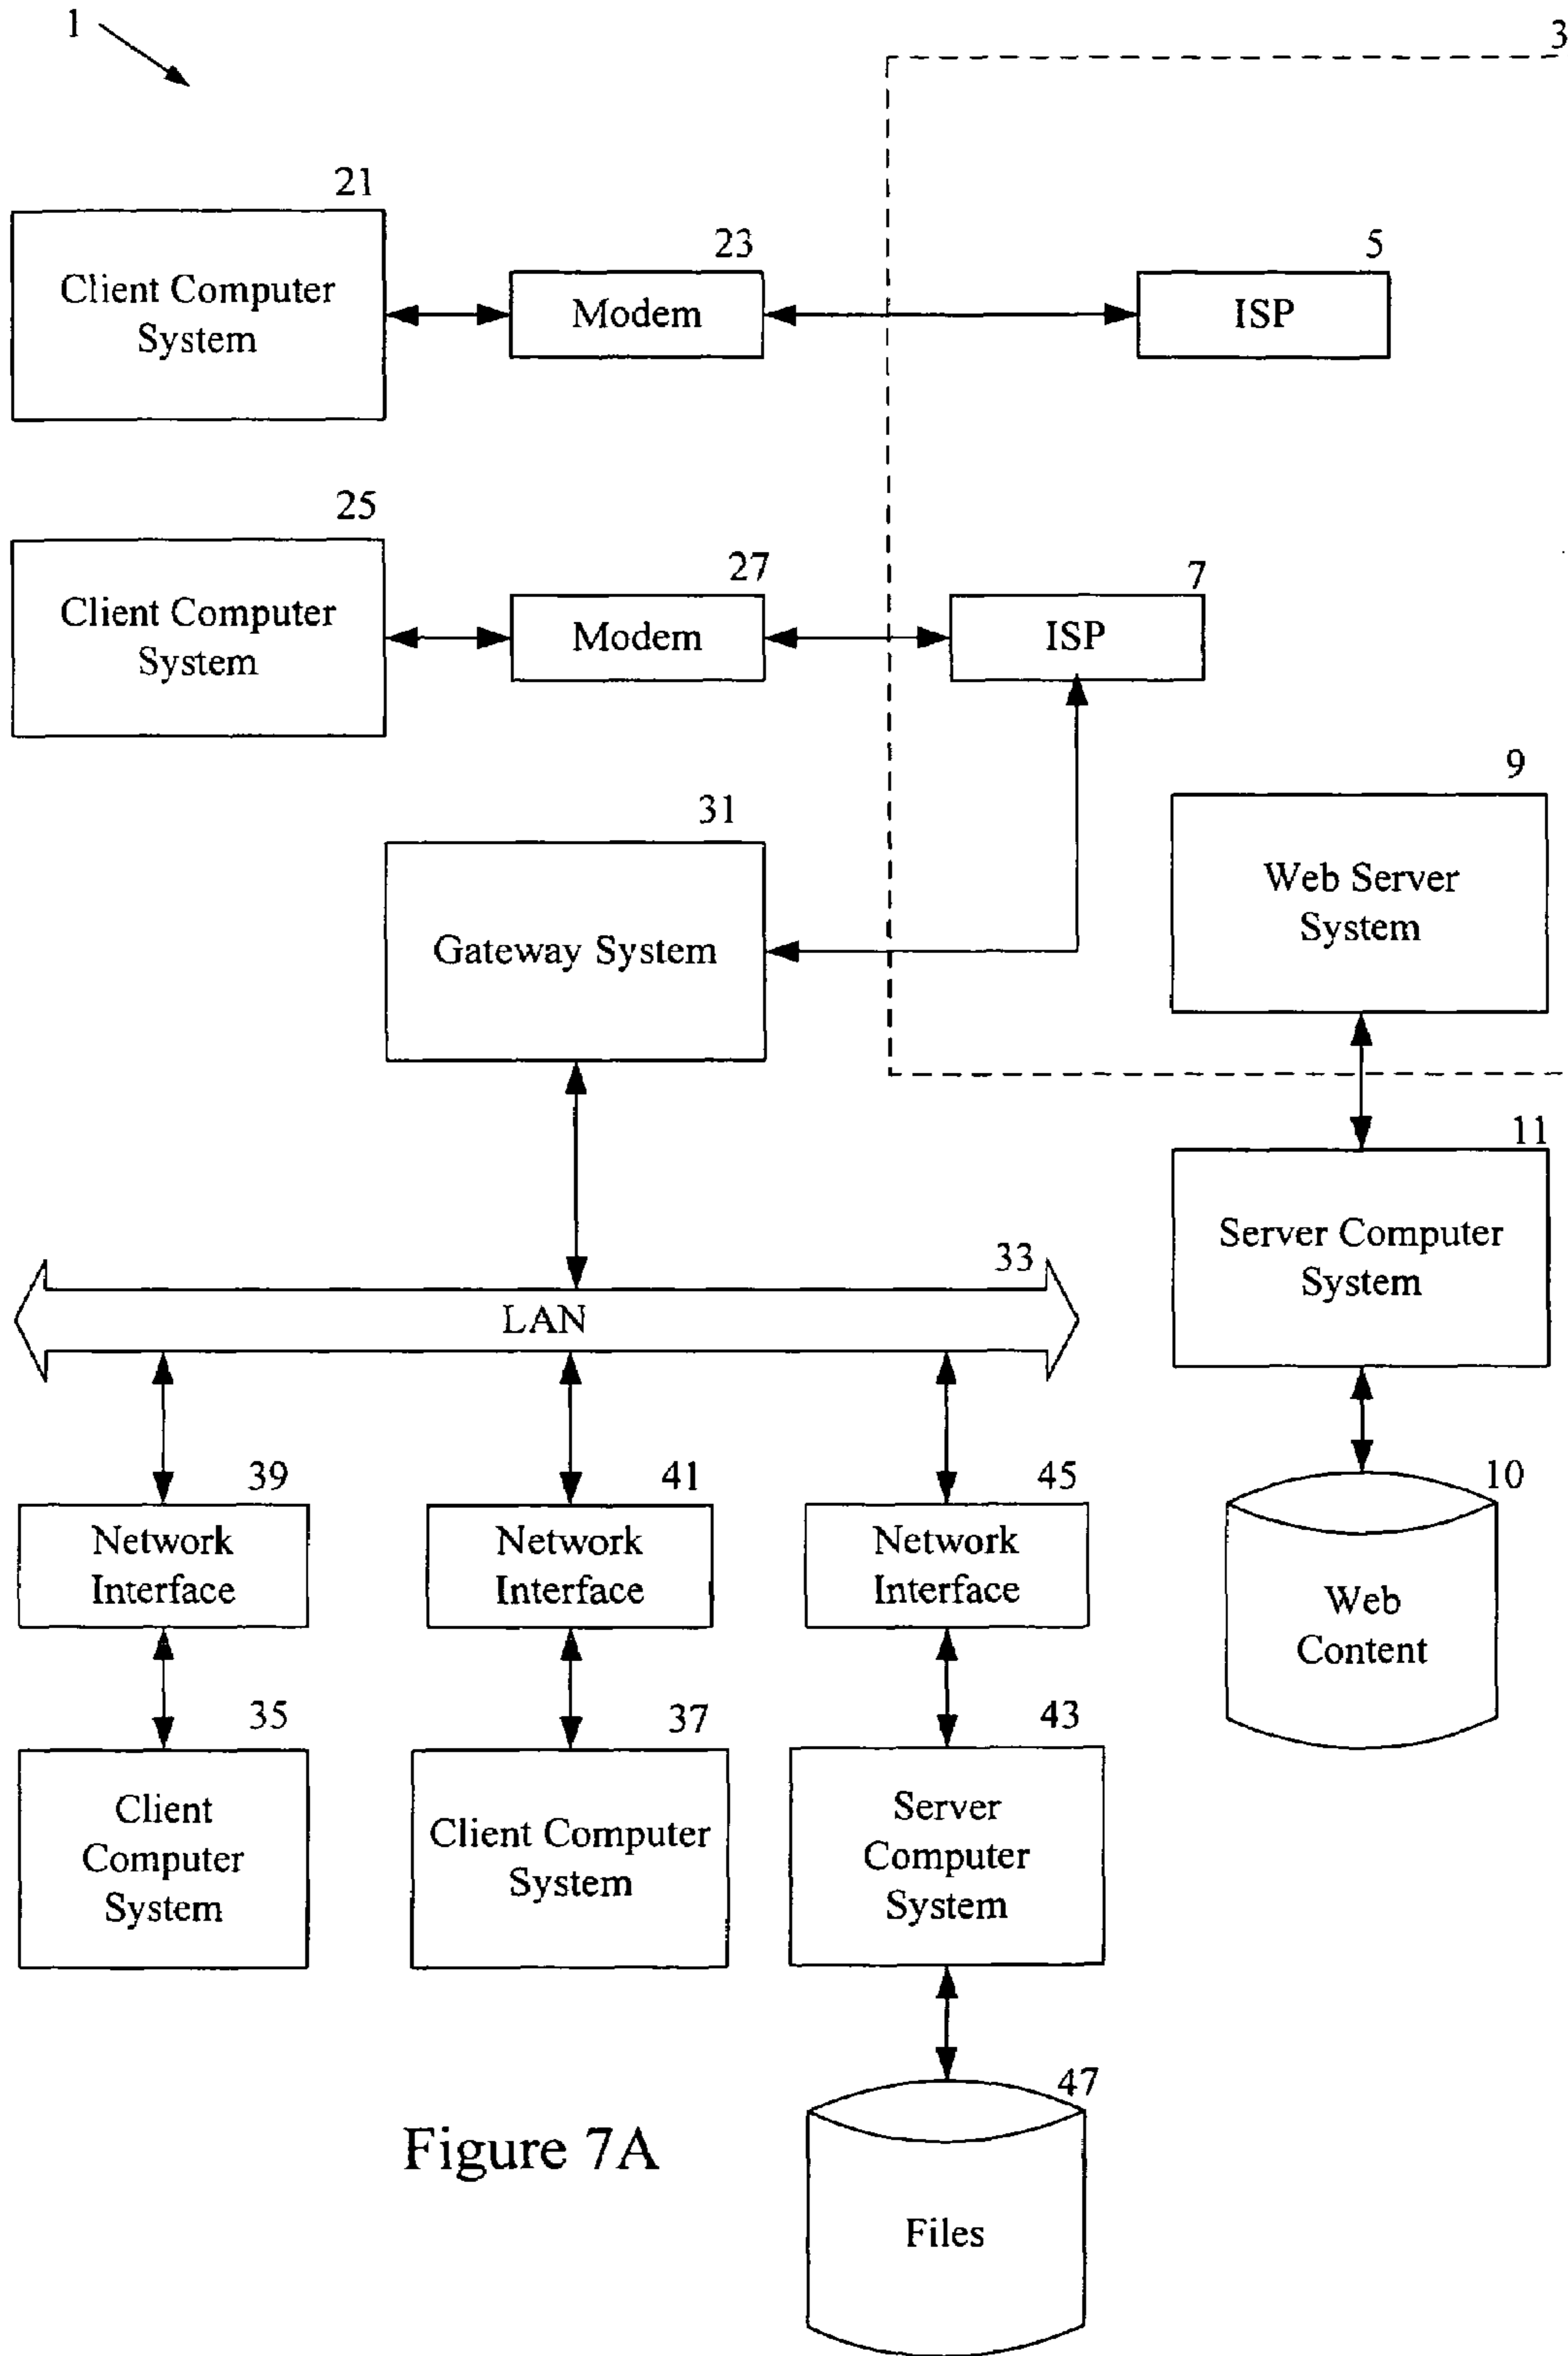 1
3
21
Client Computer
System
23
Modem
5
ISP
25
Client Computer
System
27
Modem
7
ISP
31
Gateway System
9
Web Server
System
11
Server Computer
System
33
LAN
39
Network
Interface
41
Network
Interface
45
Network
Interface
10
Web
Content
35
Client
Computer
System
37
Client Computer
System
43
Server
Computer
System
47
Files
Figure 7A